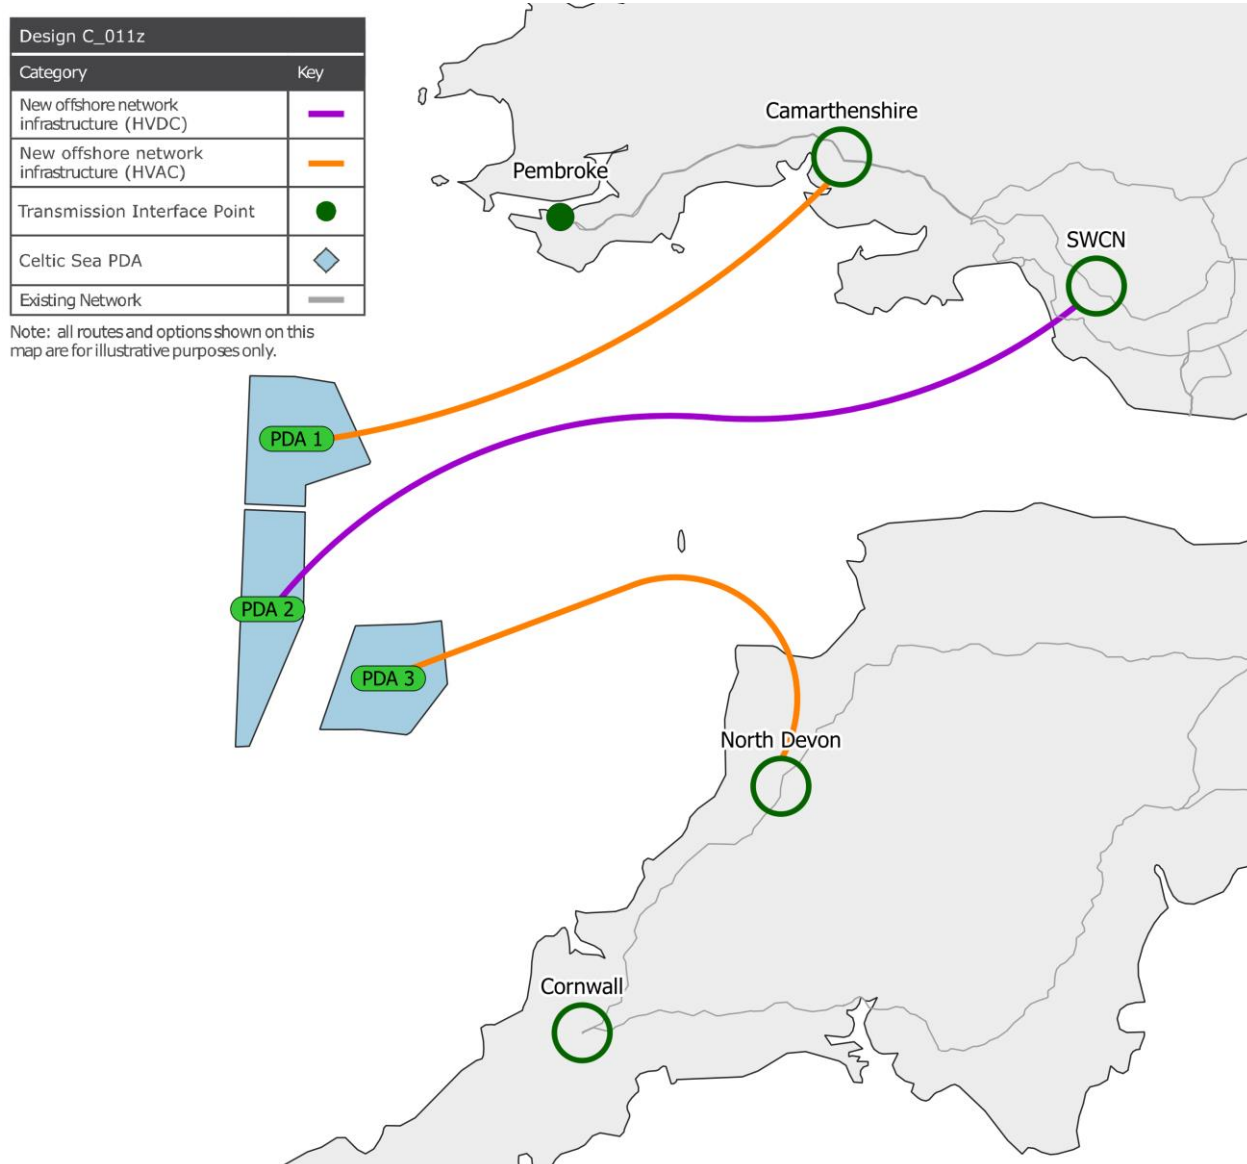 Design C_011z
Category Key
New offshore network
infrastructure (HVDC)
New offshore network
infrastructure (HVAC)
Transmission Interface Point
Celtic Sea PDA
Existing Network
Note: all routes and options shown on this
map are for illustrative purposes only.
Camarthenshire
Pembroke
SWCN
PDA 1
PDA 2
PDA 3
North Devon
Cornwall